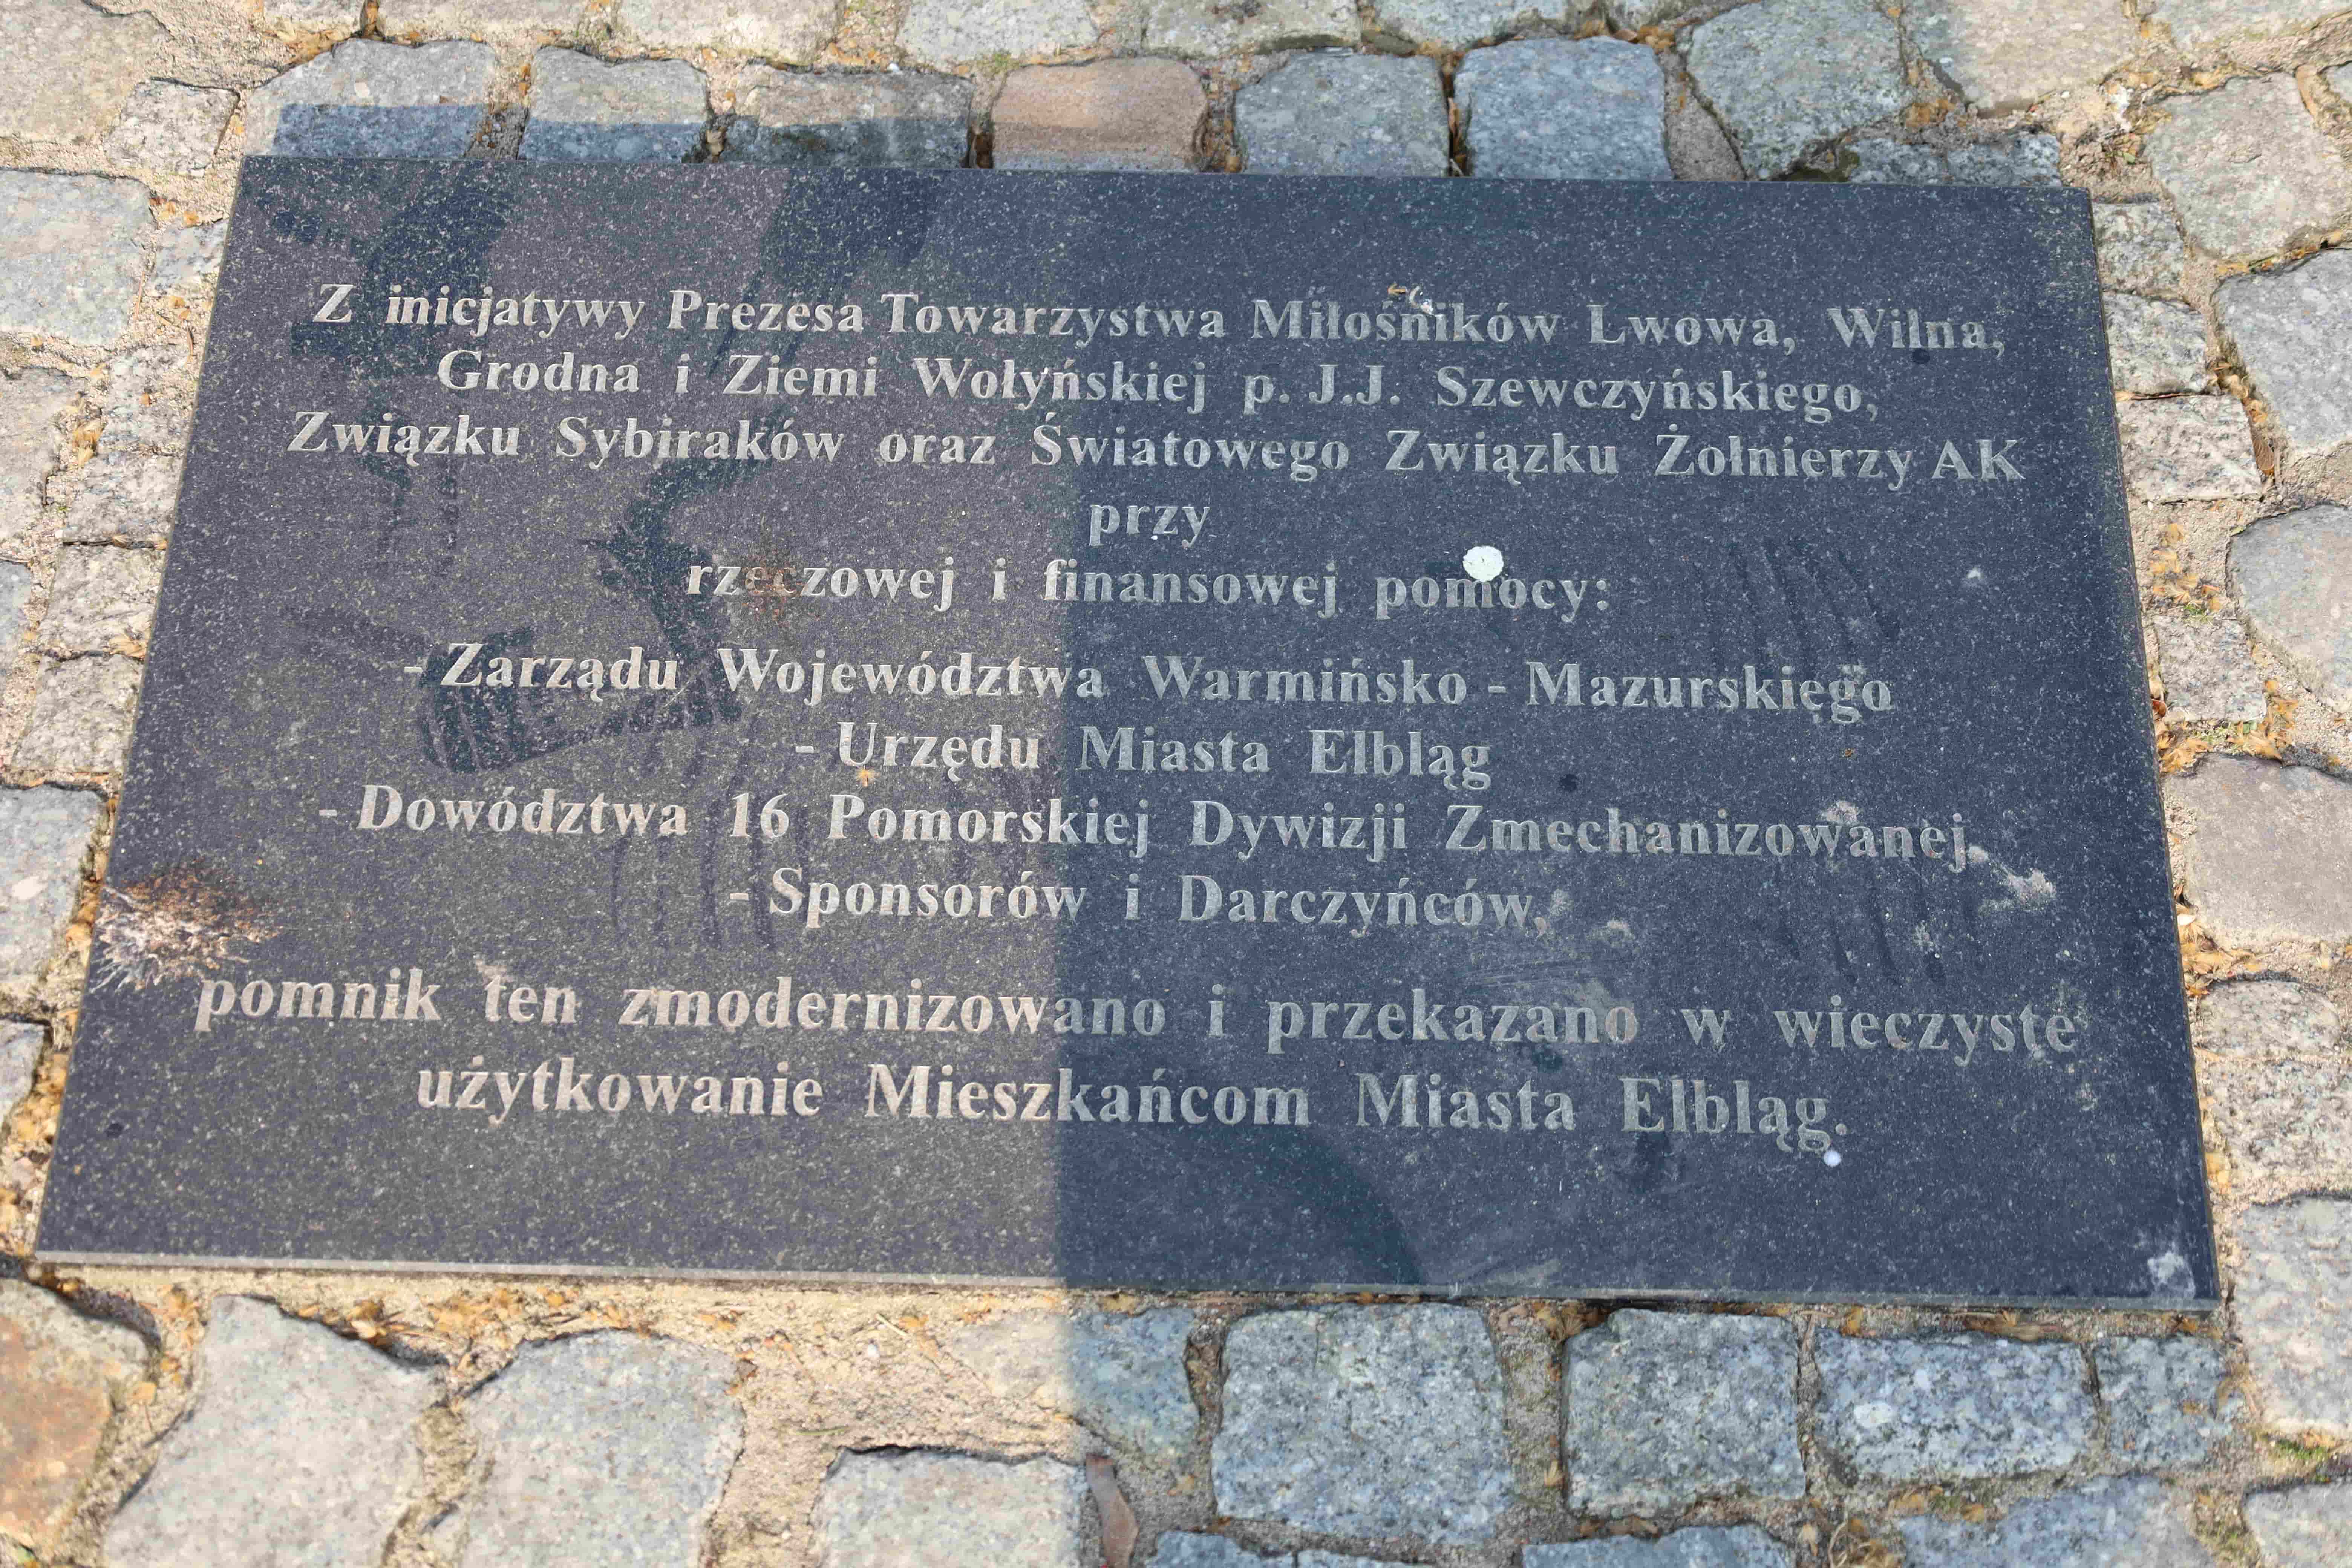 Z inicjatywy Prezesa Towarzystwa Miłośników Lwowa, Wilna,
Grodna i Ziemi Wołyńskiej p. J.J. Szewczyńskiego,
Związku Sybiraków oraz Światowego Związku Żołnierzy AK
przy
rzeczowej i finansowej pomocy:
- Zarządu Województwa Warmińsko - Mazurskiego
- Urzędu Miasta Elbląg
- Dowództwa 16 Pomorskiej Dywizji Zmechanizowanej
- Sponsorów i Darczyńców,
pomnik ten zmodernizowano i przekazano w wieczyste
użytkowanie Mieszkańcom Miasta Elbląg.